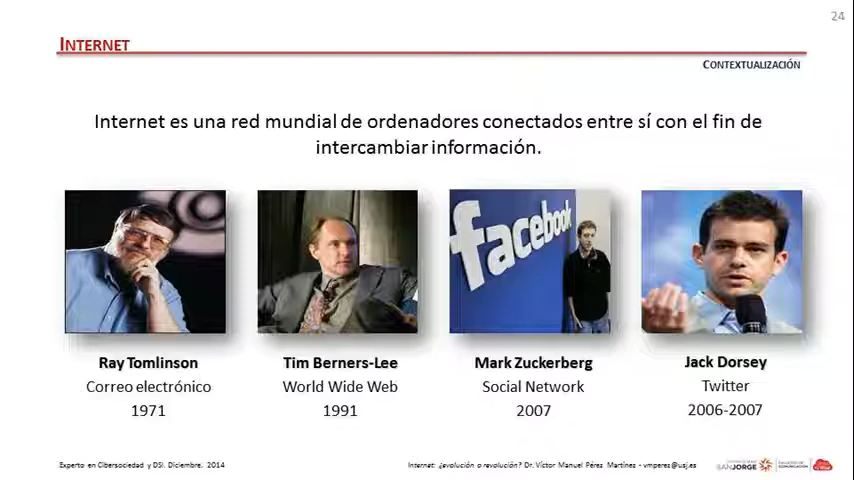 24
INTERNET
CONTEXTUALIZACIÓN
Internet es una red mundial de ordenadores conectados entre sí con el fin de
intercambiar información.
facebook
Ray Tomlinson
Correo electrónico
1971
Tim Berners-Lee
World Wide Web
1991
Mark Zuckerberg
Social Network
2007
Jack Dorsey
Twitter
2006-2007
Experto en Cibersociedad y DSI. Diciembre, 2014
Internet: ¿evolución o revolución? Dr. Víctor Manuel Pérez Martínez - vmperes@usj.es
SANJORGE